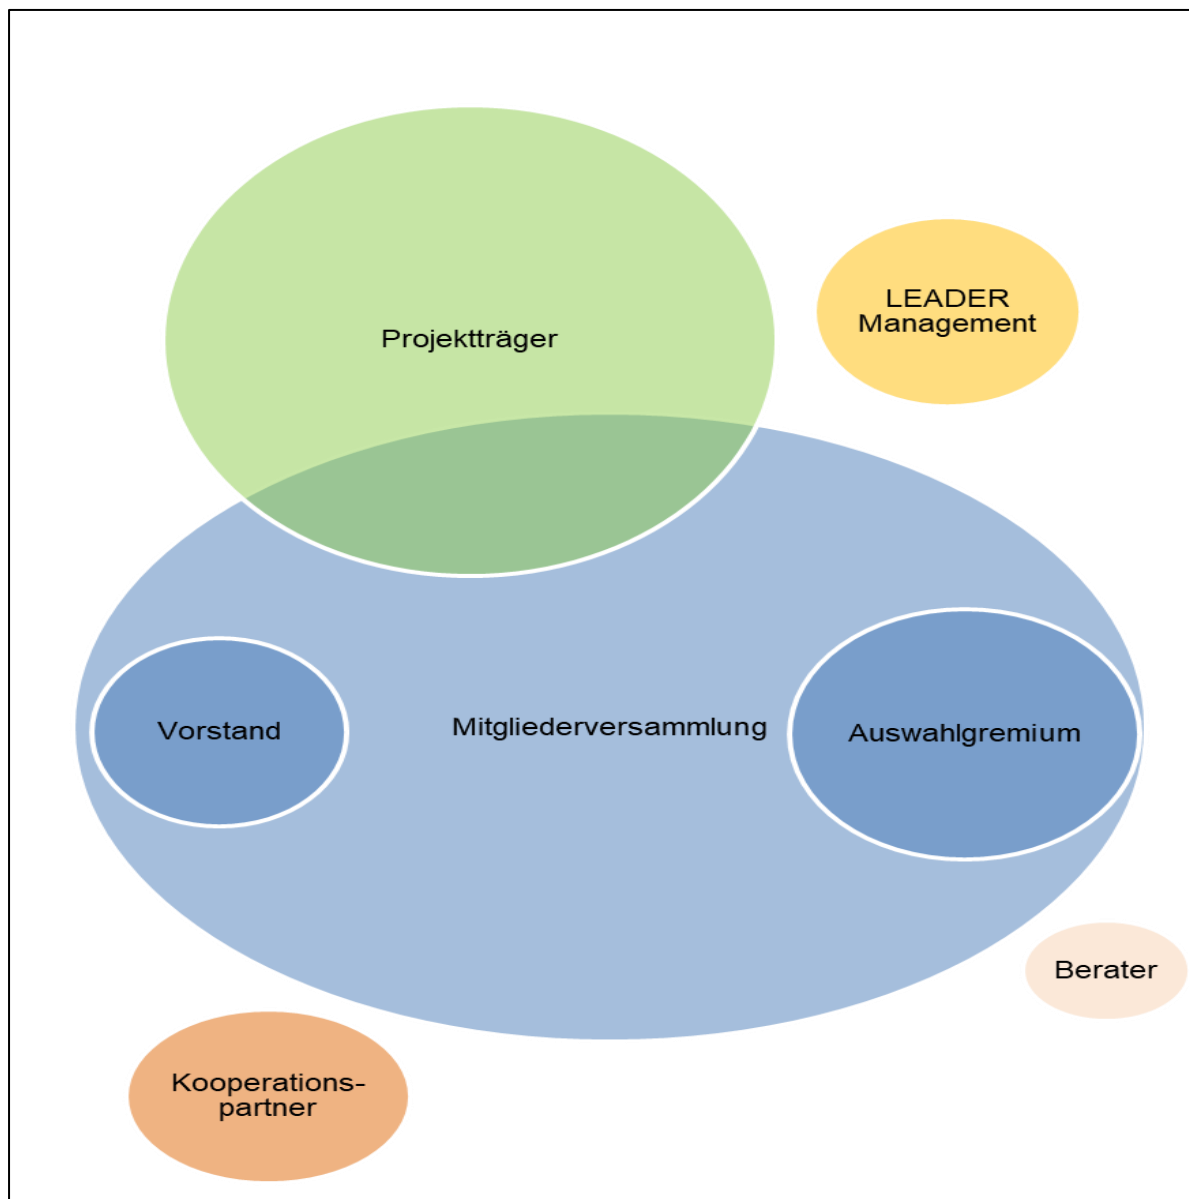 LEADER
Management
Projektträger
Vorstand
Mitgliederversammlung
Auswahlgremium
Berater
Kooperations-
partner